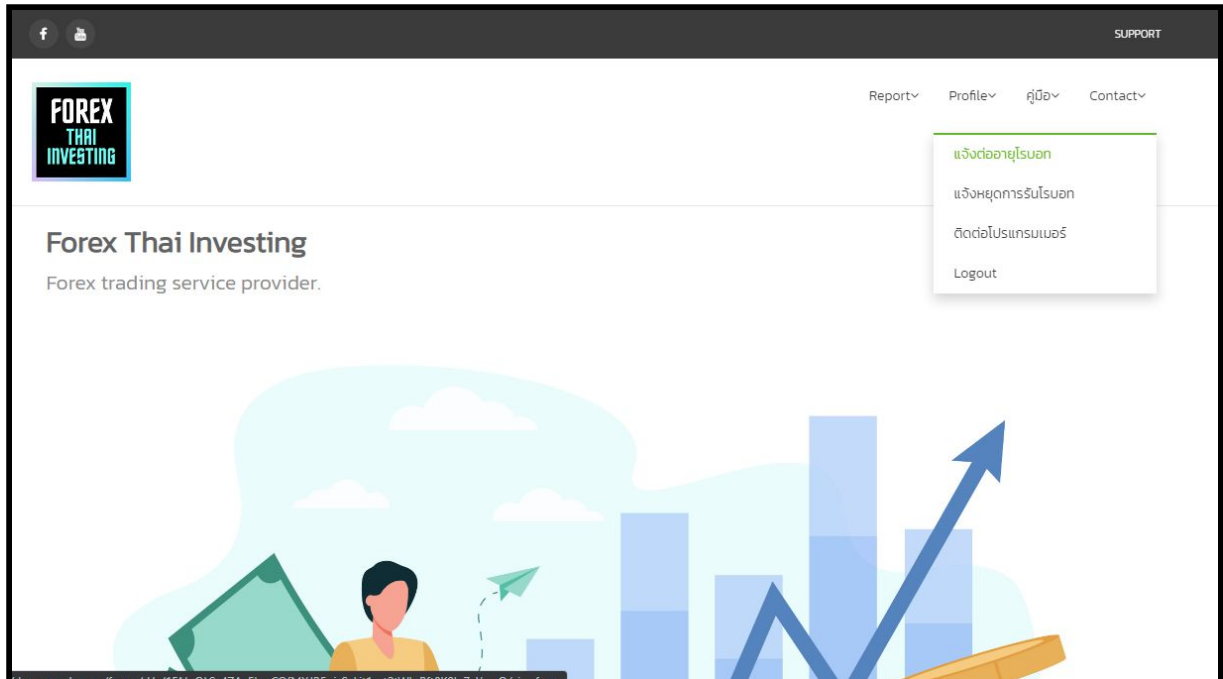 SUPPORT
FOREX
THAI
INVESTING
Report
Profile
คู่มือ
Contact
แจ้งต่ออายุโรบอท
แจ้งหยุดการรันโรบอท
ติดต่อโปรแกรมเมอร์
Logout
Forex Thai Investing
Forex trading service provider.